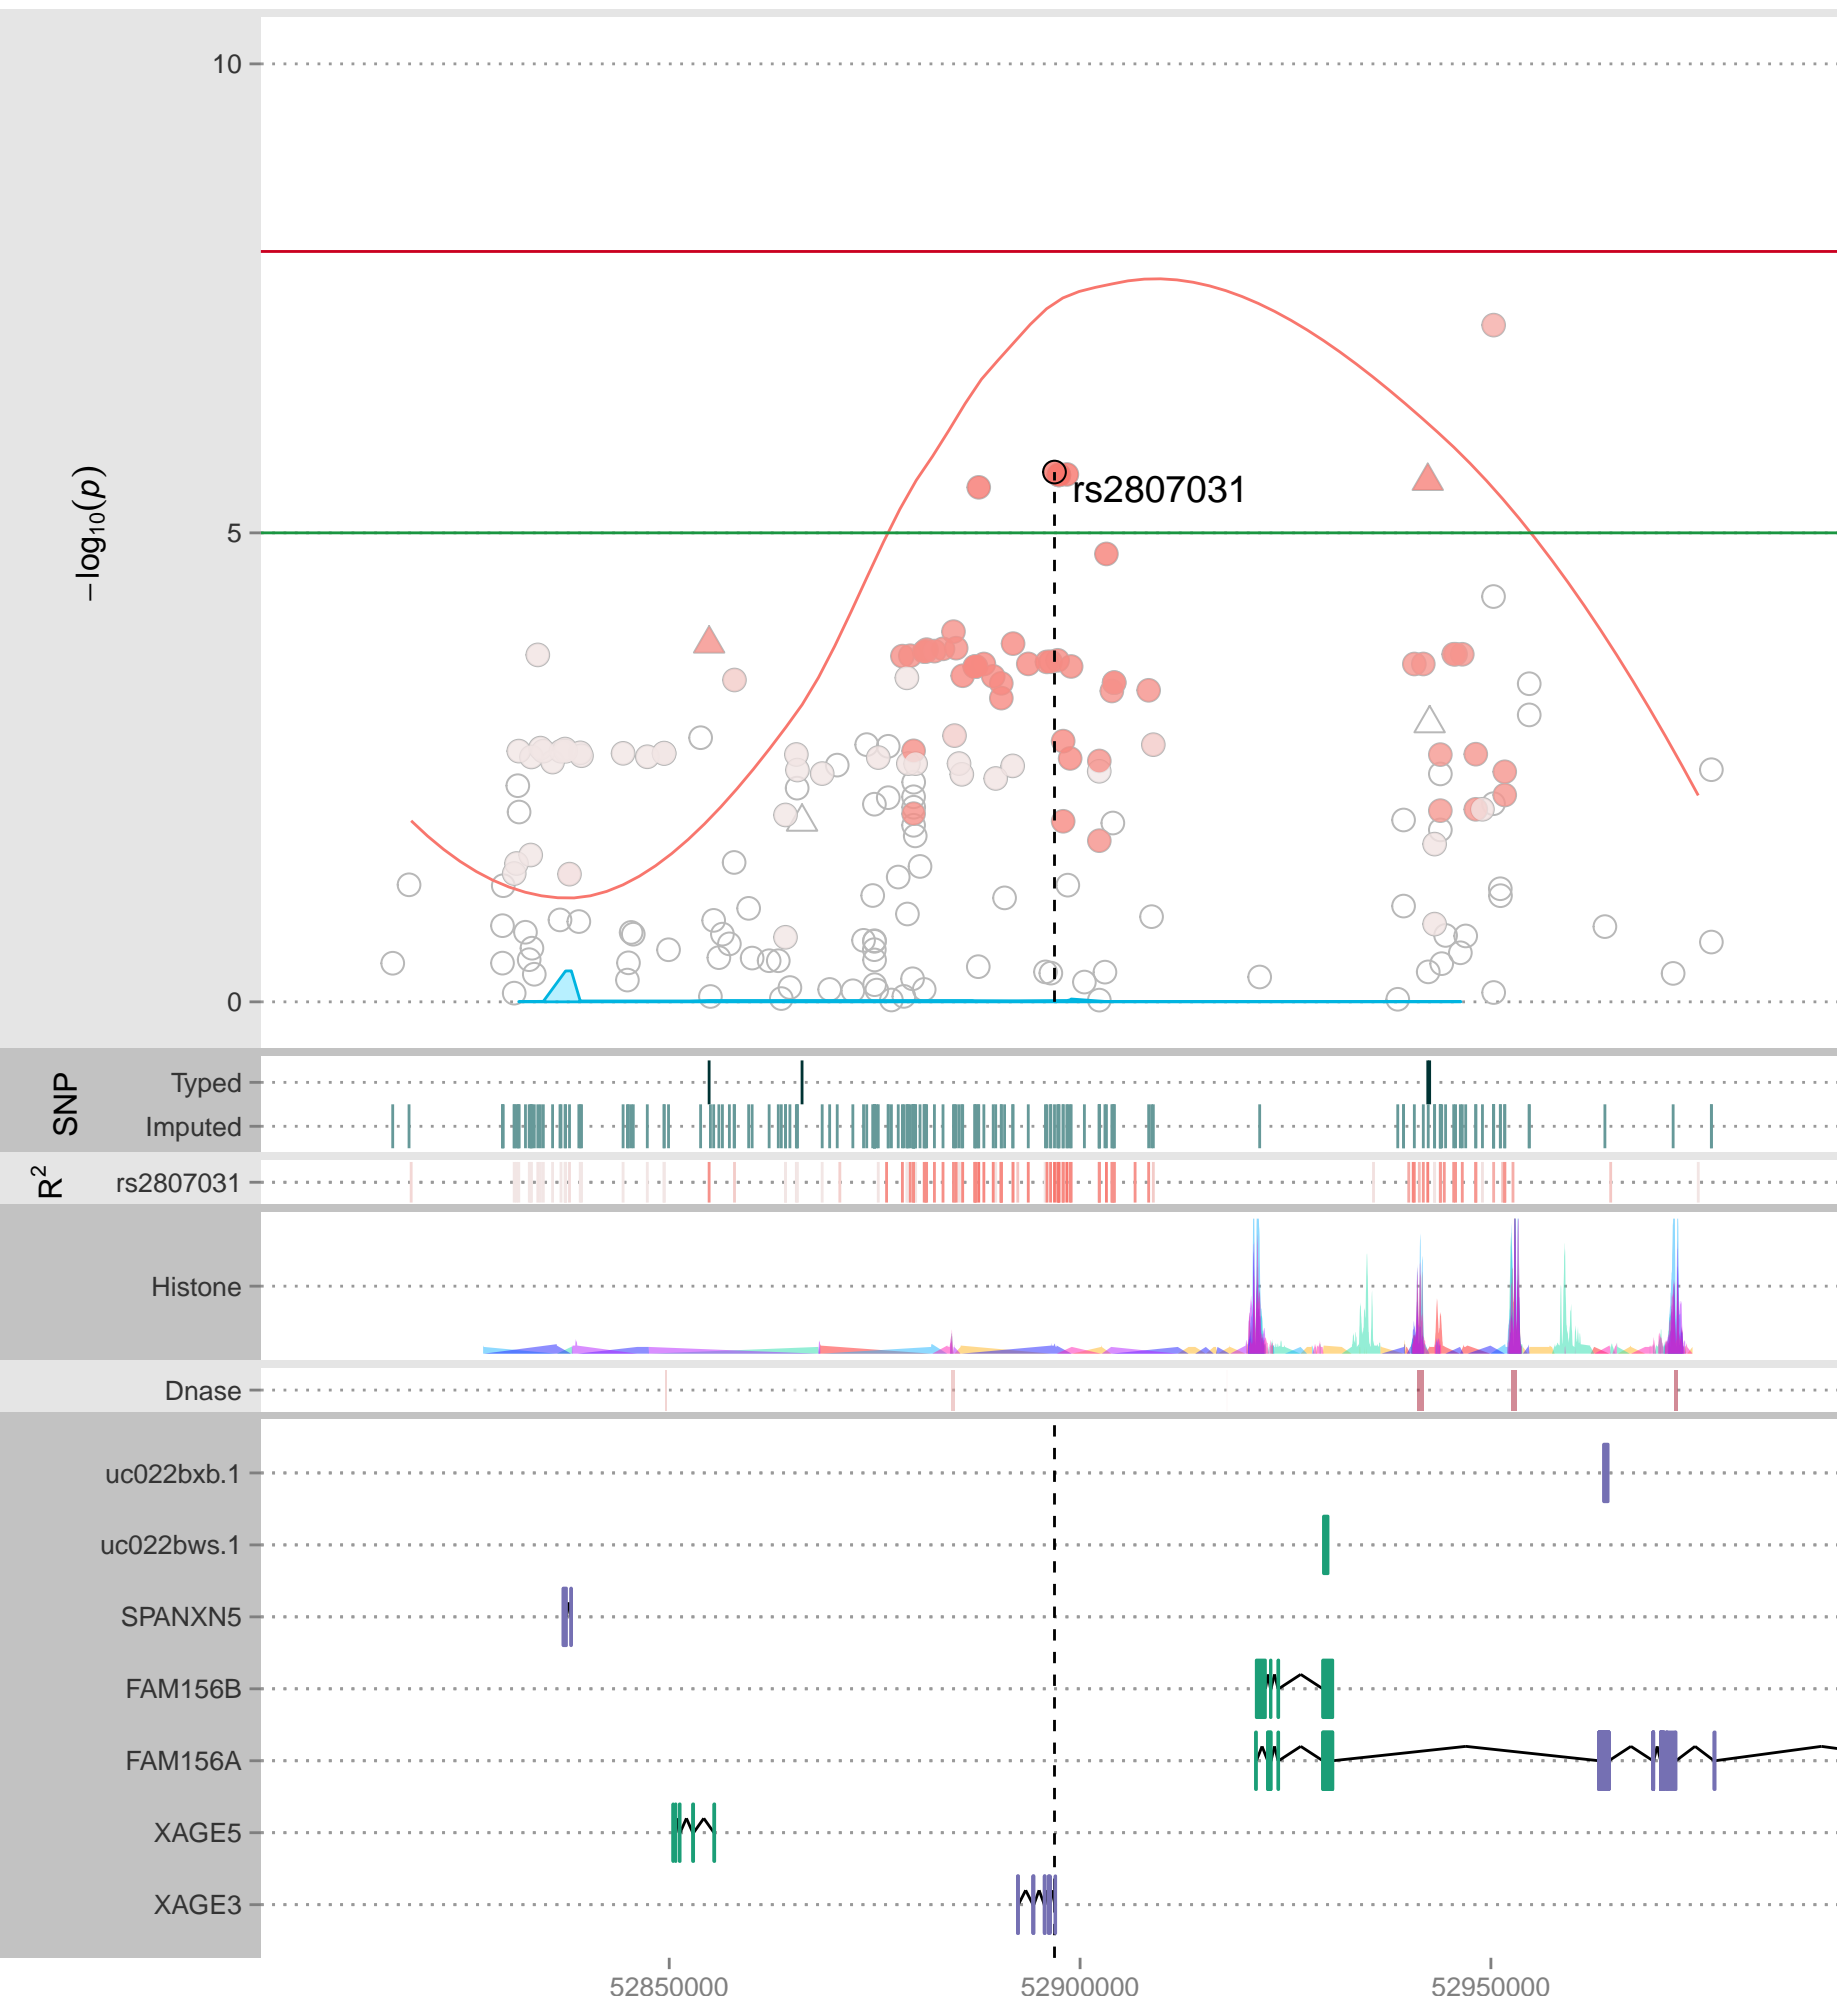 10
−log10(p)
rs2807031
5
0
SNP
Typed
Imputed
R2
rs2807031
Histone
Dnase
uc022bxb.1
uc022bws.1
SPANXN5
FAM156B
FAM156A
XAGE5
XAGE3
52850000 52900000 52950000